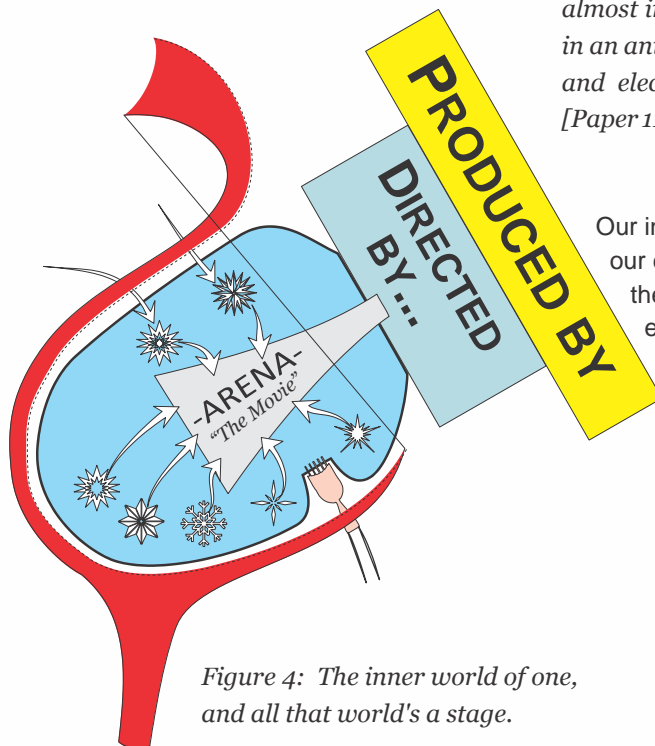 almost i
in an an
and elec
[Paper 1
PRODUCED BY
DIRECTED
BY...
Our i
our
the
e
-ARENA-
"The Movie"
Figure 4:  The inner world of one,
and all that world's a stage.